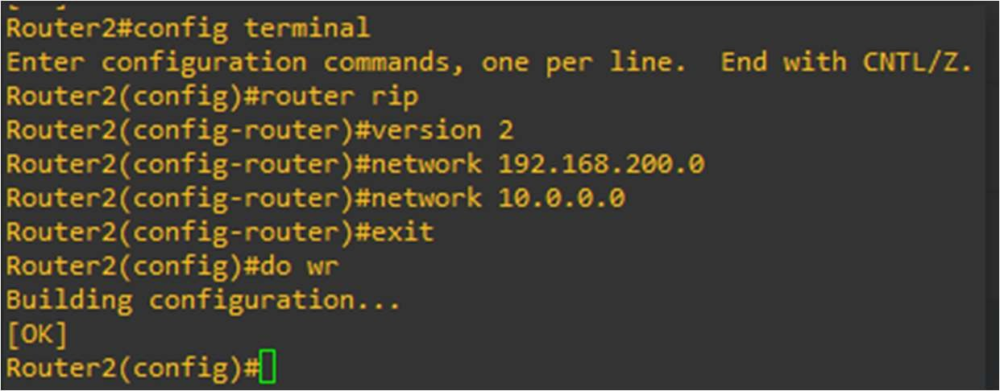 Router2#config terminal
Enter configuration commands, one per line.  End with CNTL/Z.
Router2(config)#router rip
Router2(config-router)#version 2
Router2(config-router)#network 192.168.200.0
Router2(config-router)#network 10.0.0.0
Router2(config-router)#exit
Router2(config)#do wr
Building configuration...
[OK]
Router2(config)#